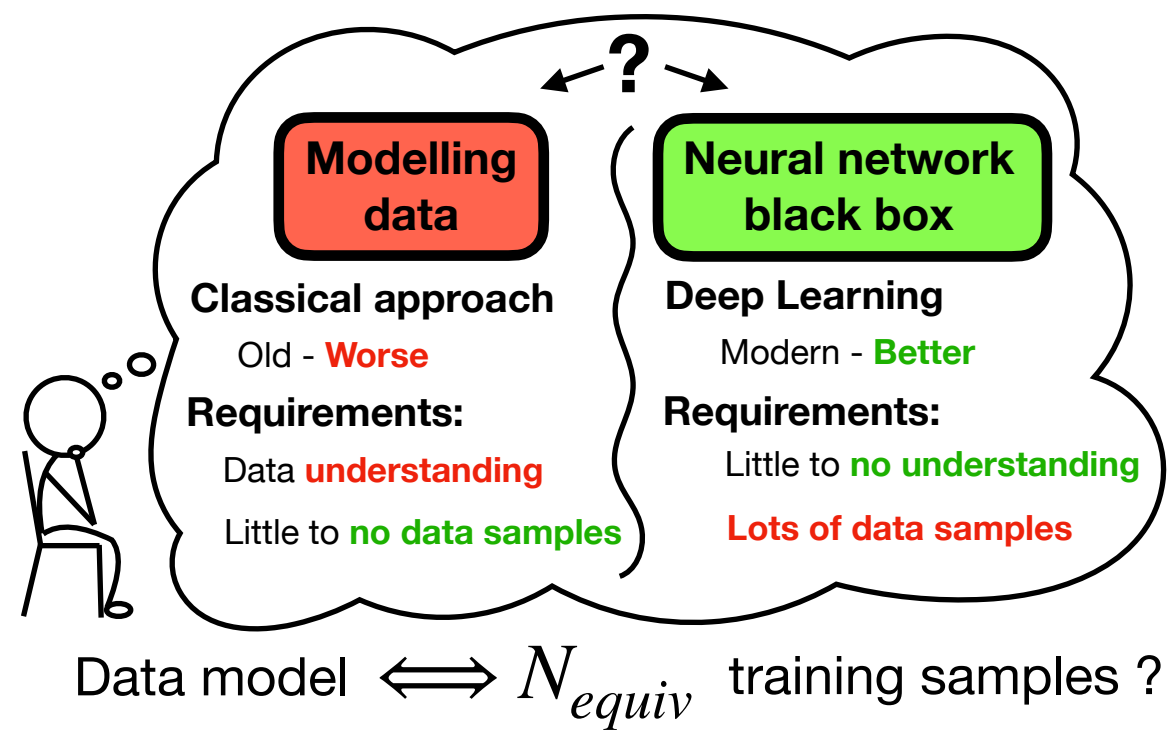 ?
Modelling
data
Classical approach
Old - Worse
Requirements:
Data understanding
Little to no data samples
Neural network
black box
Deep Learning
Modern - Better
Requirements:
Little to no understanding
Lots of data samples
Data model ⟺ N_equiv training samples ?